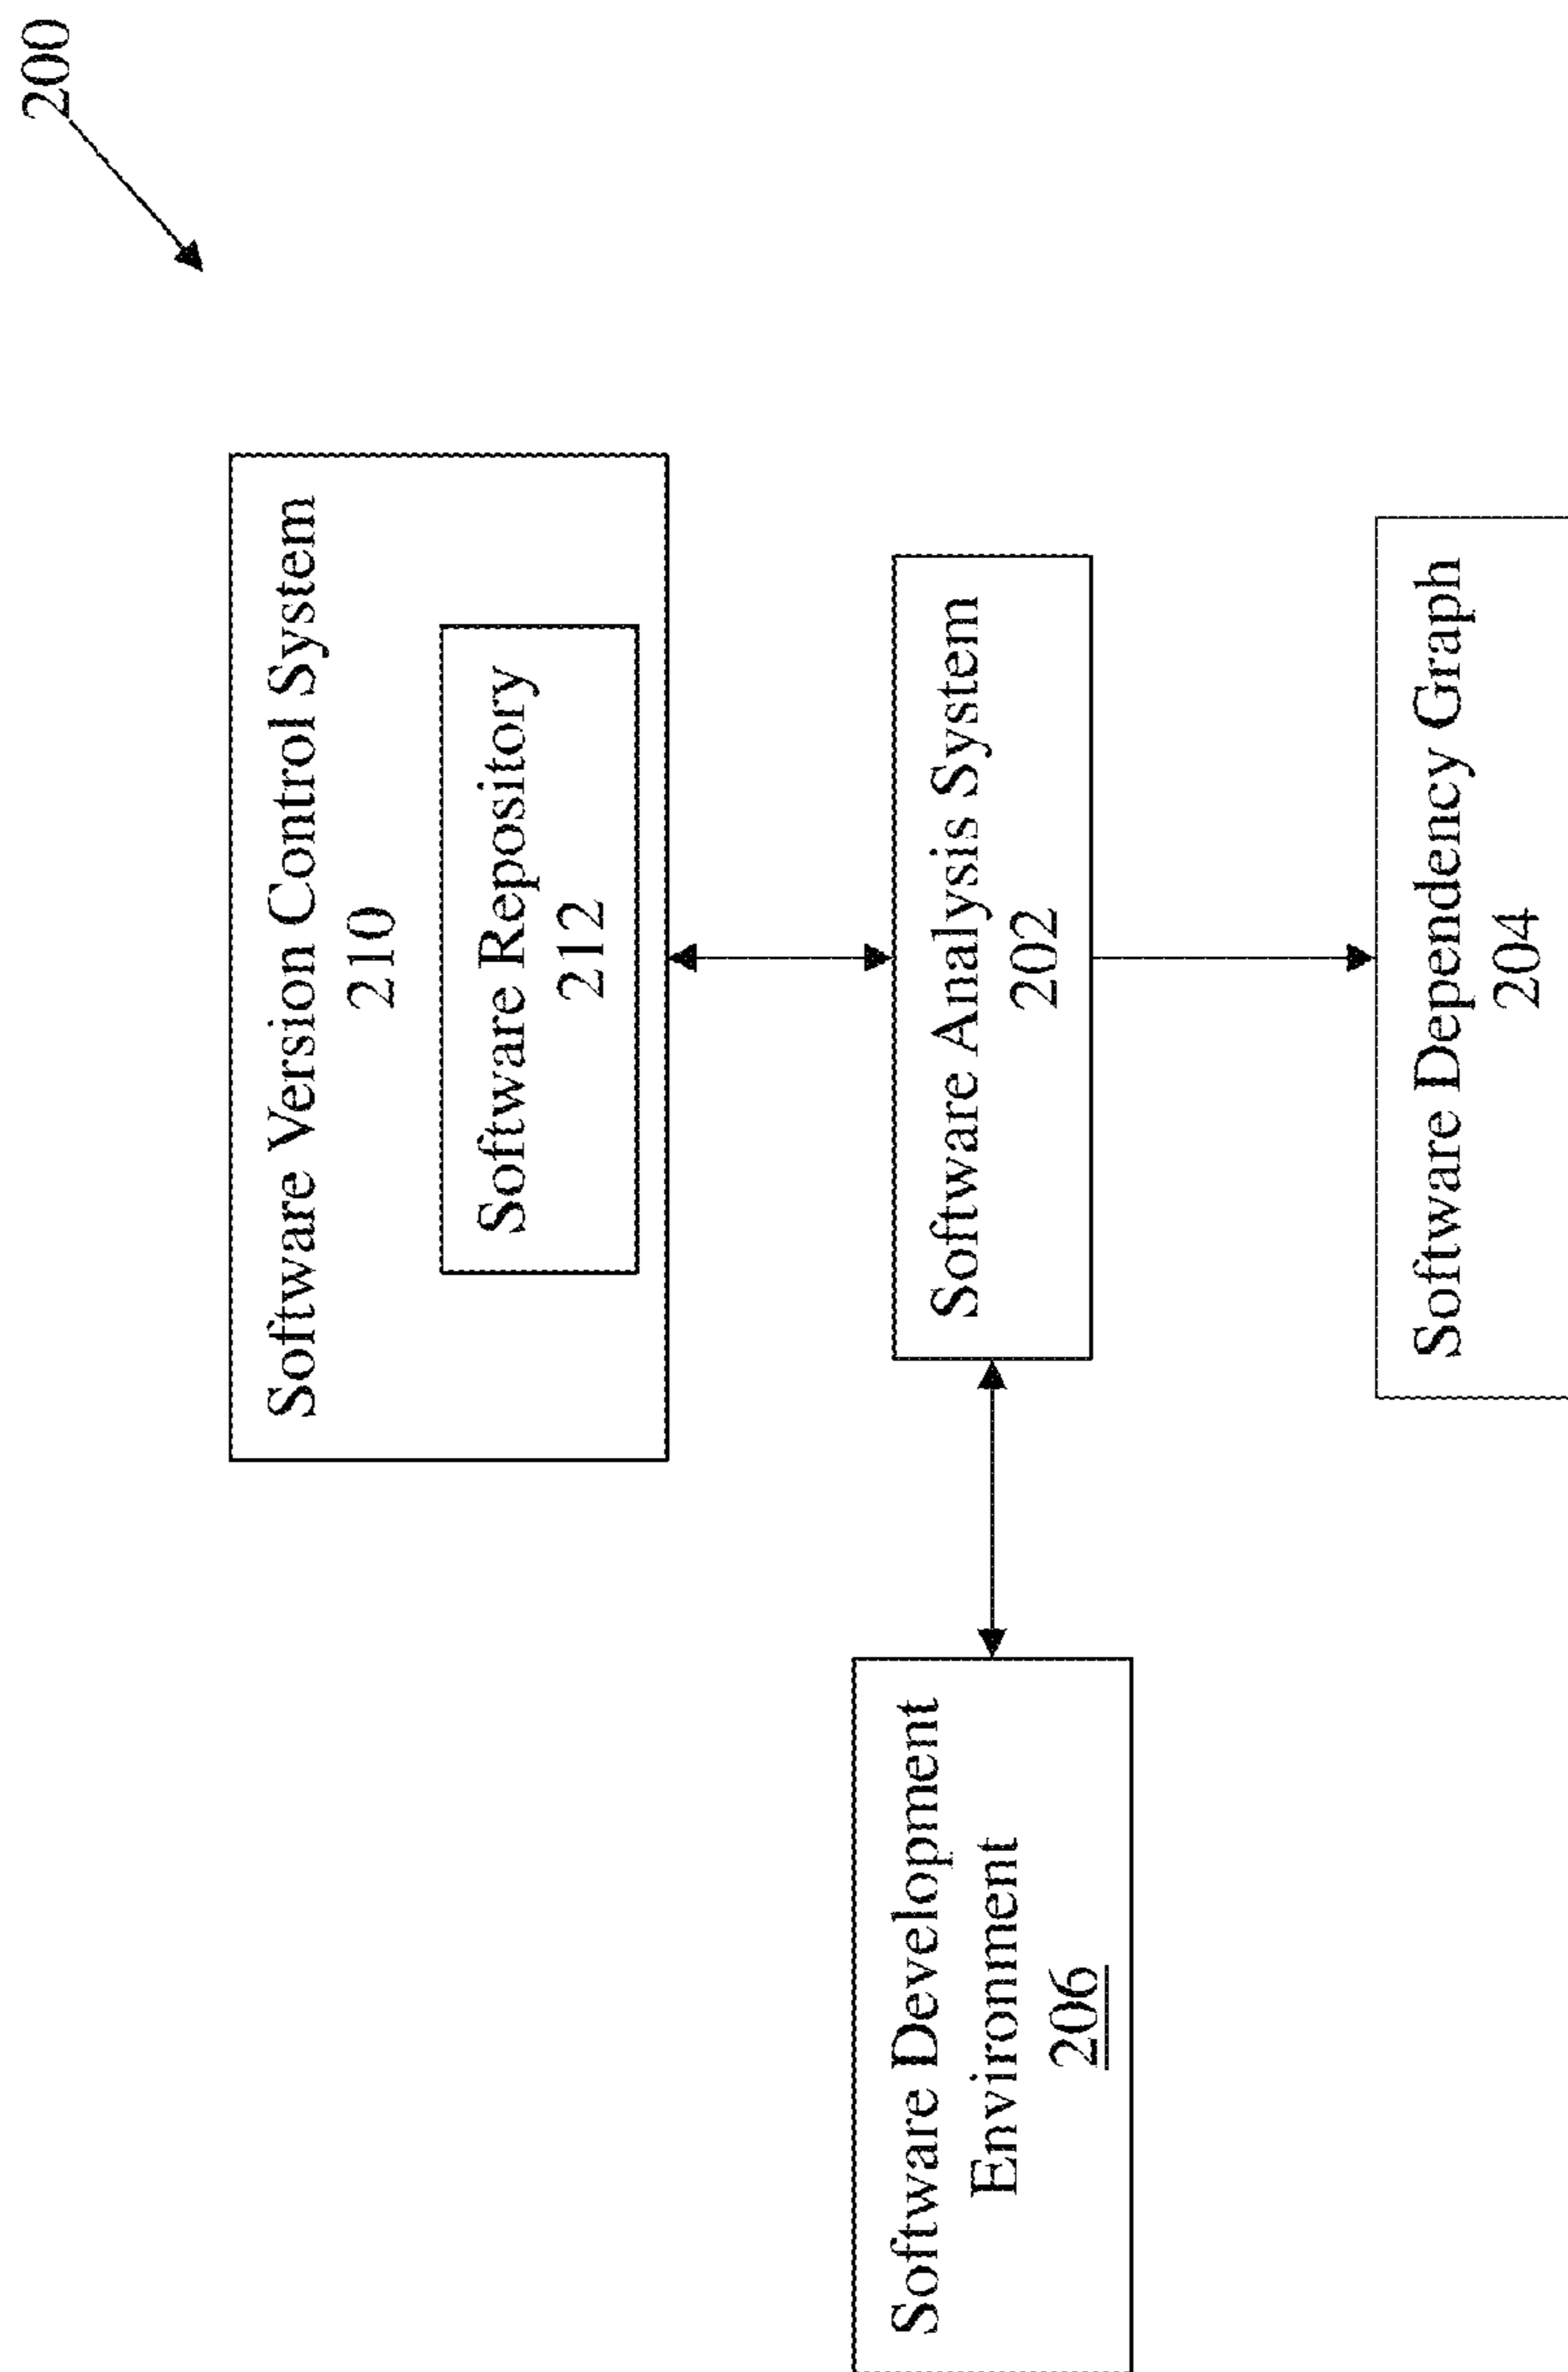 200
Software Version Control System
210
Software Repository
212
Software Analysis System
202
Software Development
Environment
206
Software Dependency Graph
204